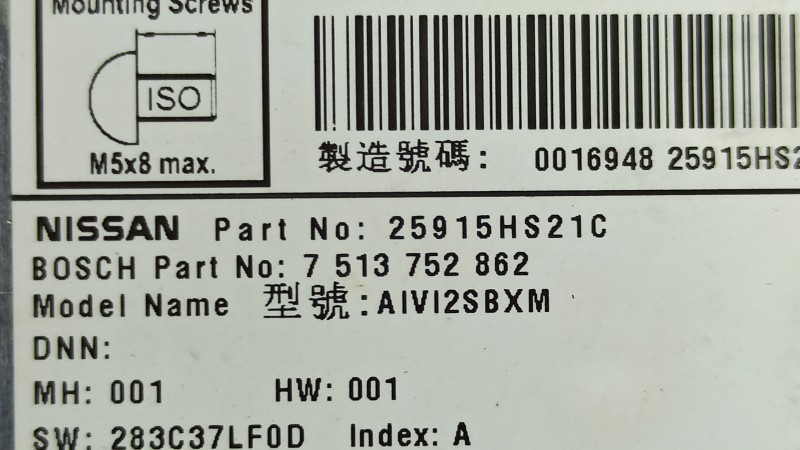 Mounting Screws
ISO
M5x8 max.
製造號碼: 0016948 25915HS2
NISSAN Part No: 25915HS21C
BOSCH Part No: 7 513 752 862
Model Name 型號:AIVI2SBXM
DNN:
MH: 001 HW: 001
SW: 283C37LF0D Index: A